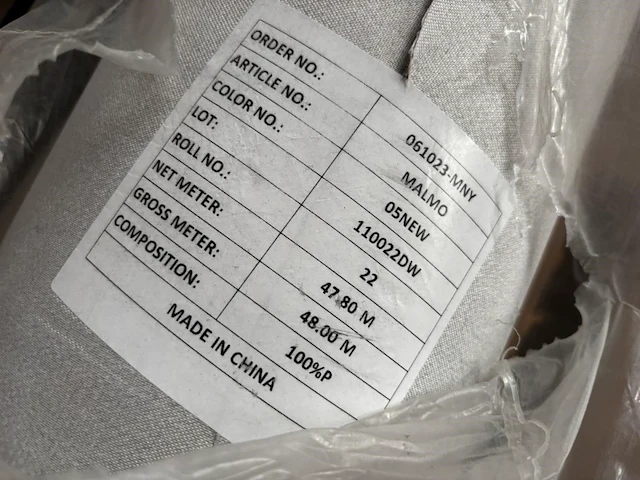 ORDER NO.: 061023-MNY
ARTICLE NO.: MALMO
COLOR NO.: 05NEW
LOT: 110022DW
ROLL NO.: 22
NET METER: 47.80 M
GROSS METER: 48.00 M
COMPOSITION: 100%P
MADE IN CHINA